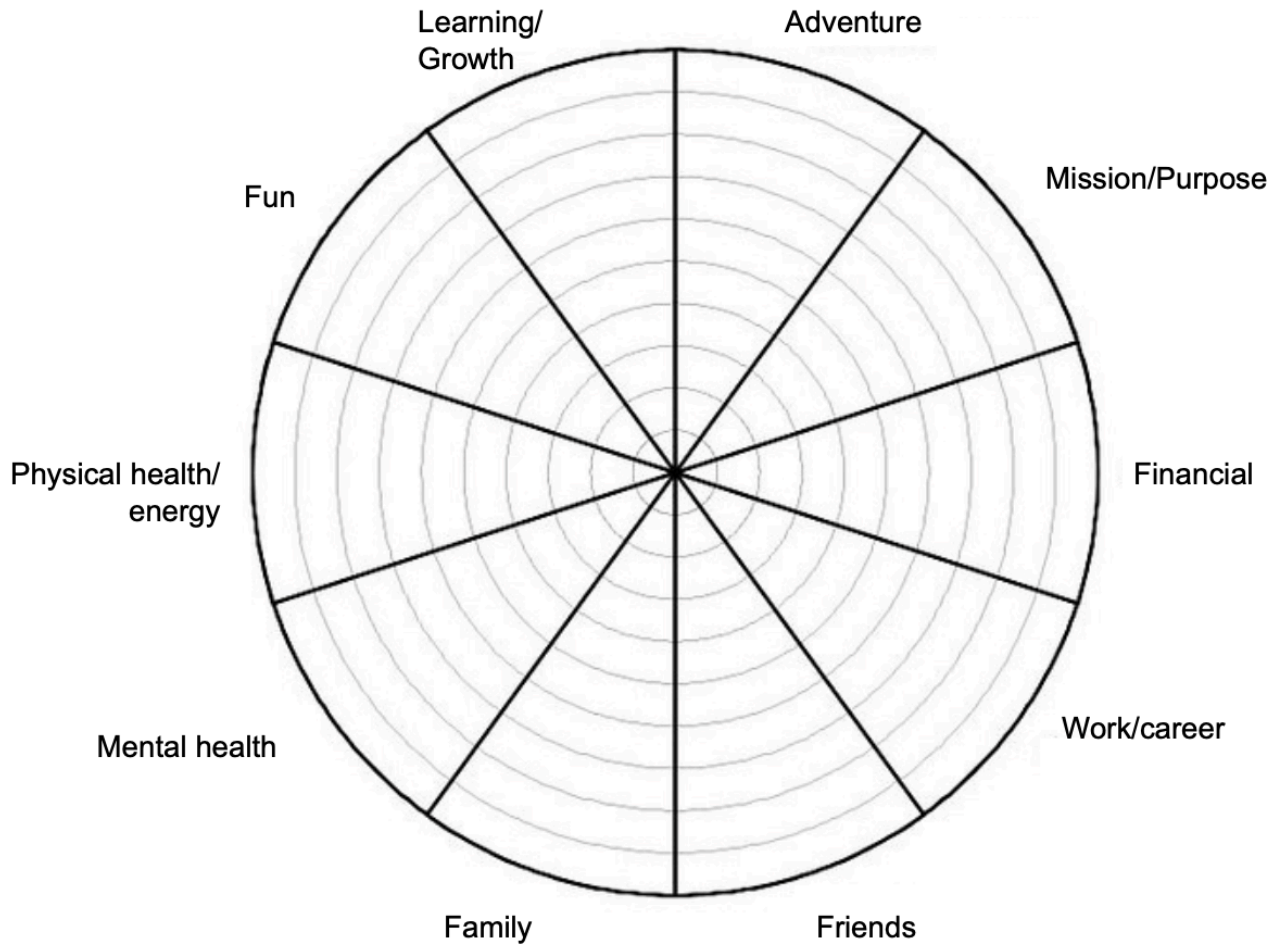 Learning/
Growth
Adventure
Mission/Purpose
Fun
Physical health/
energy
Financial
Mental health
Work/career
Family
Friends